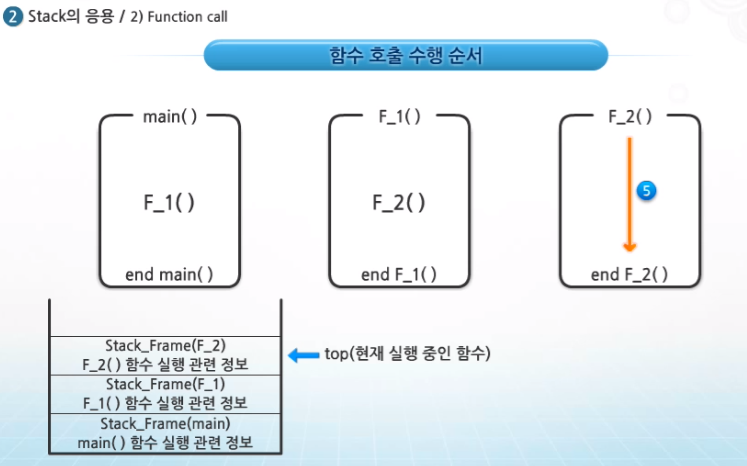 2 Stack의 응용 / 2) Function call
함수 호출 수행 순서
main( )
F_1( )
end main( )
F_1( )
F_2( )
end F_1( )
F_2( )
5
end F_2( )
Stack_Frame(F_2)
F_2( ) 함수 실행 관련 정보
Stack_Frame(F_1)
F_1( ) 함수 실행 관련 정보
Stack_Frame(main)
main( ) 함수 실행 관련 정보
top(현재 실행 중인 함수)